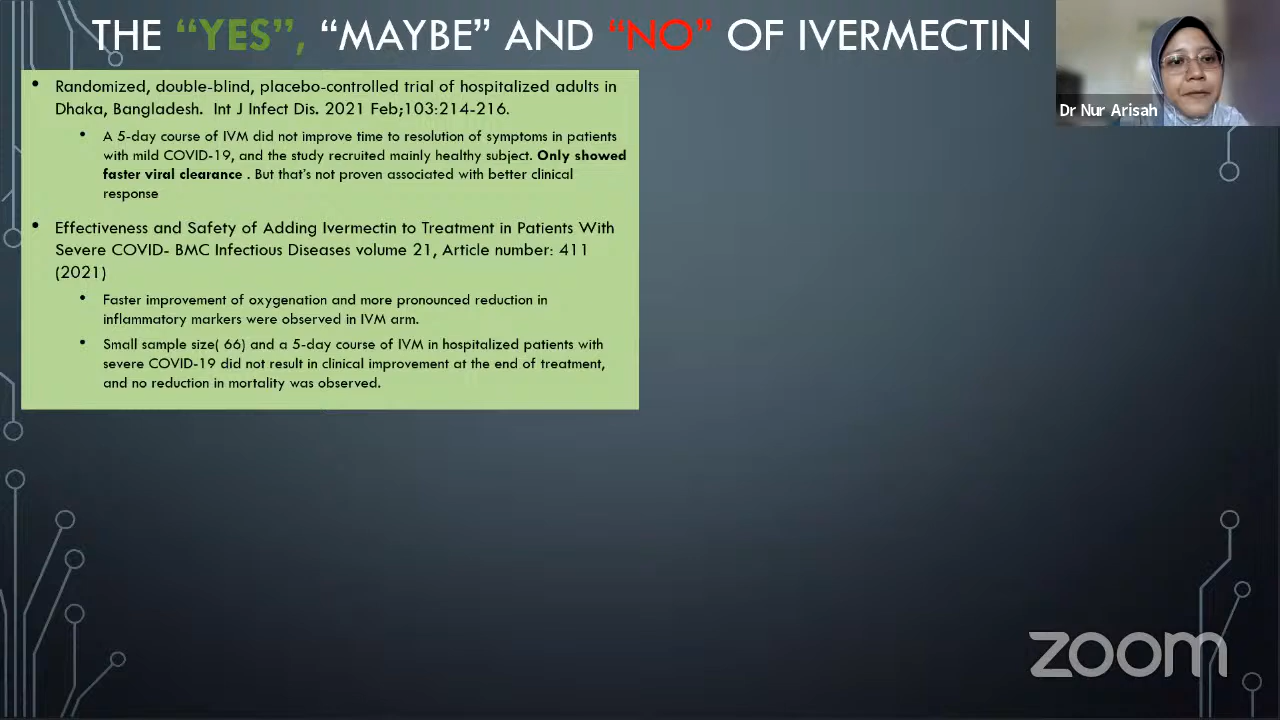 THE “YES”, “MAYBE” AND “NO” OF IVERMECTIN
Dr Nur Arisah
• Randomized, double-blind, placebo-controlled trial of hospitalized adults in
Dhaka, Bangladesh. Int J Infect Dis. 2021 Feb;103:214-216.
• A 5-day course of IVM did not improve time to resolution of symptoms in patients
with mild COVID-19, and the study recruited mainly healthy subject. Only showed
faster viral clearance . But that’s not proven associated with better clinical
response
• Effectiveness and Safety of Adding Ivermectin to Treatment in Patients With
Severe COVID- BMC Infectious Diseases volume 21, Article number: 411
(2021)
• Faster improvement of oxygenation and more pronounced reduction in
inflammatory markers were observed in IVM arm.
• Small sample size( 66) and a 5-day course of IVM in hospitalized patients with
severe COVID-19 did not result in clinical improvement at the end of treatment,
and no reduction in mortality was observed.
zoom